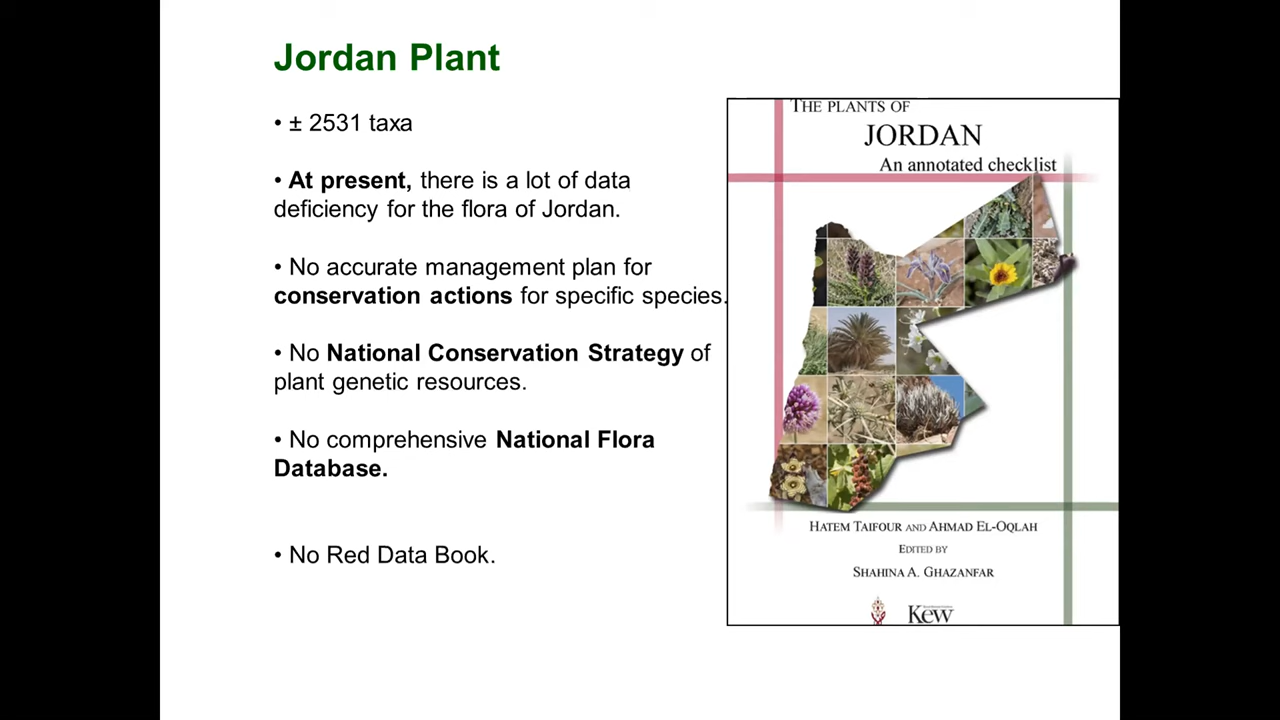 Jordan Plant
• ± 2531 taxa
• At present, there is a lot of data
deficiency for the flora of Jordan.
• No accurate management plan for
conservation actions for specific species.
• No National Conservation Strategy of
plant genetic resources.
• No comprehensive National Flora
Database.
• No Red Data Book.
THE PLANTS OF
JORDAN
An annotated checklist
HATEM TAIFOUR AND AHMAD EL-OQLAH
EDITED BY
SHAHINA A. GHAZANFAR
Kew